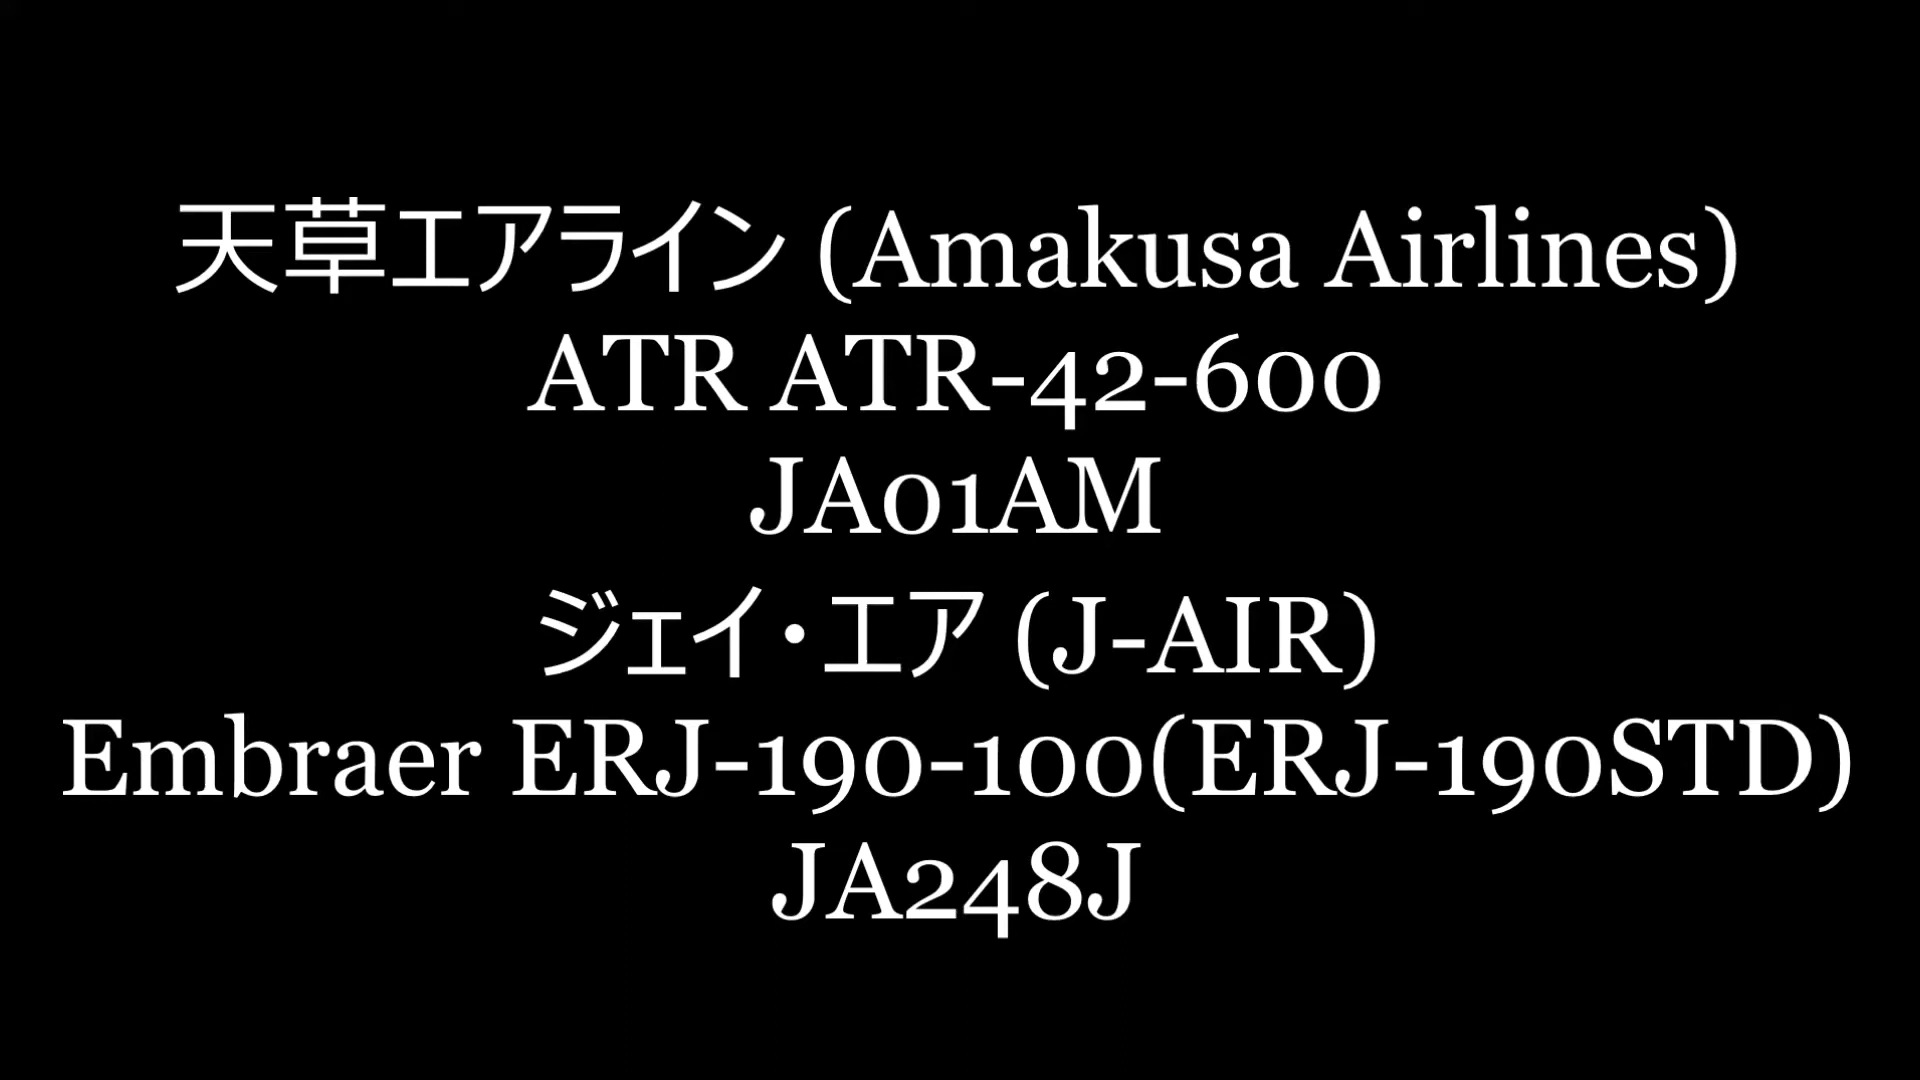 天草エアライン (Amakusa Airlines)
ATR ATR-42-600
JA01AM
ジェイ・エア (J-AIR)
Embraer ERJ-190-100(ERJ-190STD)
JA248J